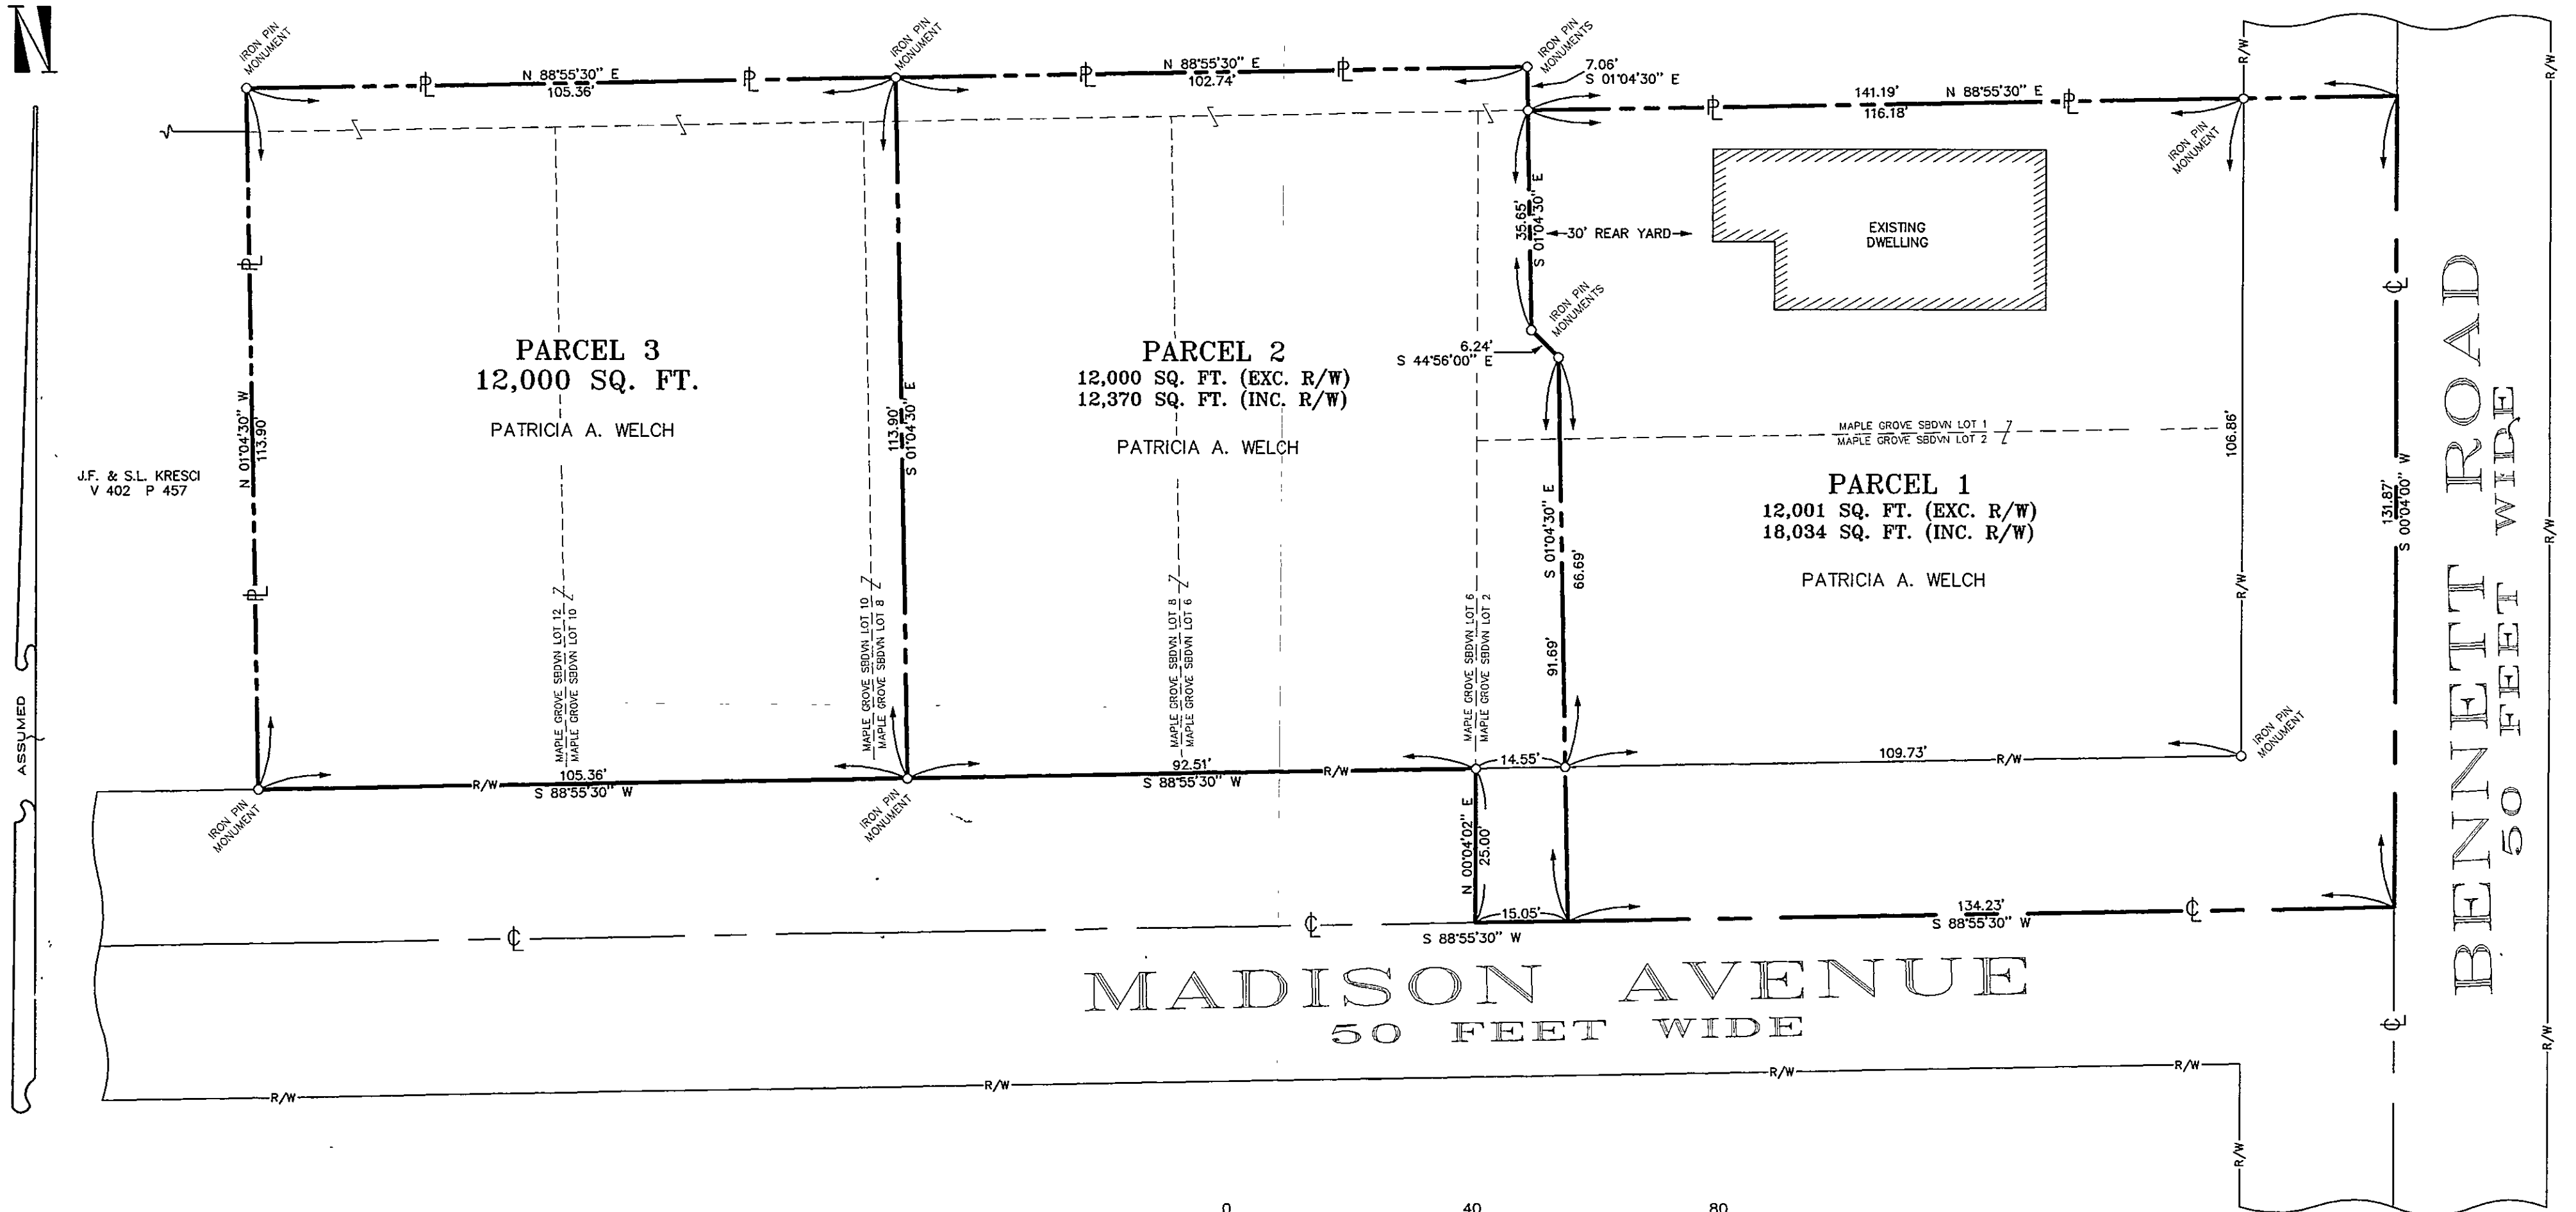 N
ASSUMED
IRON PIN
MONUMENT
N 88°55'30" E
105.36'
IRON PIN
MONUMENT
N 88°55'30" E
102.74'
IRON PIN
MONUMENTS
7.06'
S 01°04'30" E
141.19'
N 88°55'30" E
116.18'
IRON PIN
MONUMENT
R/W
R/W
R/W
35.65'
S 01°04'30" E
30' REAR YARD
EXISTING
DWELLING
IRON PIN
MONUMENTS
6.24'
S 44°56'00" E
PARCEL 3
12,000 SQ. FT.
PATRICIA A. WELCH
PARCEL 2
12,000 SQ. FT. (EXC. R/W)
12,370 SQ. FT. (INC. R/W)
PATRICIA A. WELCH
MAPLE GROVE SBDVN LOT 1
MAPLE GROVE SBDVN LOT 2
PARCEL 1
12,001 SQ. FT. (EXC. R/W)
18,034 SQ. FT. (INC. R/W)
PATRICIA A. WELCH
J.F. & S.L. KRESCI
V 402 P 457
N 01°04'30" W
113.90'
113.90'
S 01°04'30" E
S 01°04'30" E
66.69'
91.69'
106.86'
R/W
131.87'
S 00°04'00" W
R/W
BENNETT ROAD
50 FEET WIDE
MAPLE GROVE SBDVN LOT 12
MAPLE GROVE SBDVN LOT 10
MAPLE GROVE SBDVN LOT 10
MAPLE GROVE SBDVN LOT 8
MAPLE GROVE SBDVN LOT 8
MAPLE GROVE SBDVN LOT 6
MAPLE GROVE SBDVN LOT 6
MAPLE GROVE SBDVN LOT 2
R/W
105.36'
S 88°55'30" W
92.51'
S 88°55'30" W
R/W
14.55'
109.73'
R/W
IRON PIN
MONUMENT
IRON PIN
MONUMENT
IRON PIN
MONUMENT
N 00°04'02" E
25.00'
15.05'
S 88°55'30" W
134.23'
S 88°55'30" W
MADISON AVENUE
50 FEET WIDE
R/W
R/W
R/W
R/W
R/W
R/W
0 40 80